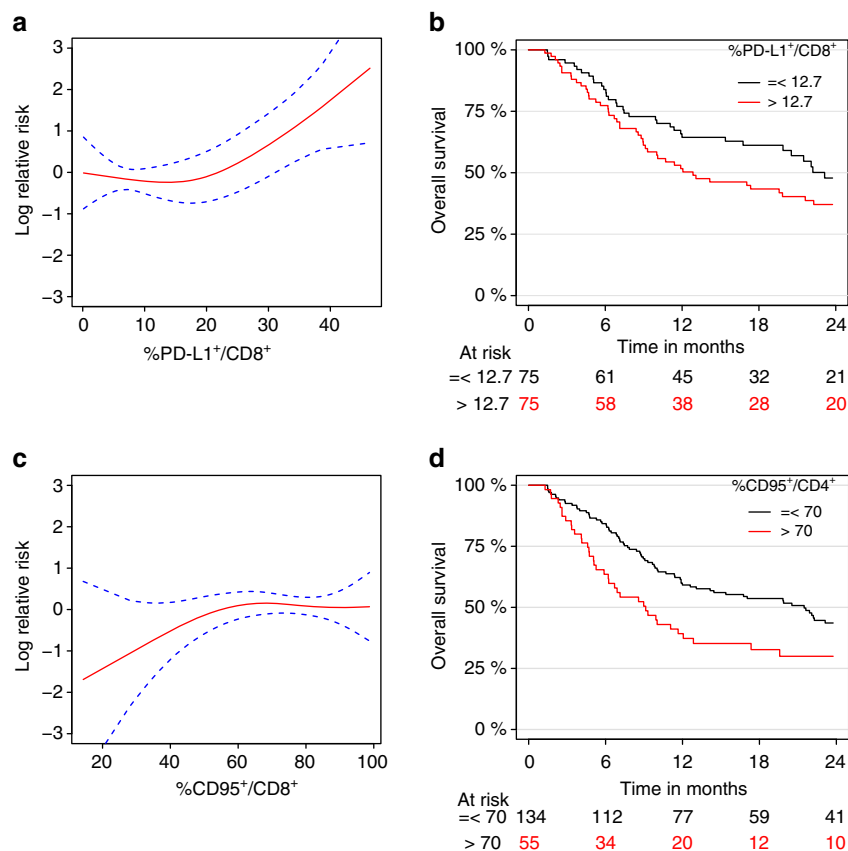 a
3
2
1
0
−1
−2
−3
Log relative risk
0 10 20 30 40
%PD-L1⁺/CD8⁺
b
100 %
75 %
50 %
25 %
0 %
Overall survival
%PD-L1⁺/CD8⁺
=< 12.7
> 12.7
0 6 12 18 24
Time in months
At risk
=< 12.7 75 61 45 32 21
> 12.7 75 58 38 28 20
c
3
2
1
0
−1
−2
−3
Log relative risk
20 40 60 80 100
%CD95⁺/CD8⁺
d
100 %
75 %
50 %
25 %
0 %
Overall survival
%CD95⁺/CD4⁺
=< 70
> 70
0 6 12 18 24
Time in months
At risk
=< 70 134 112 77 59 41
> 70 55 34 20 12 10